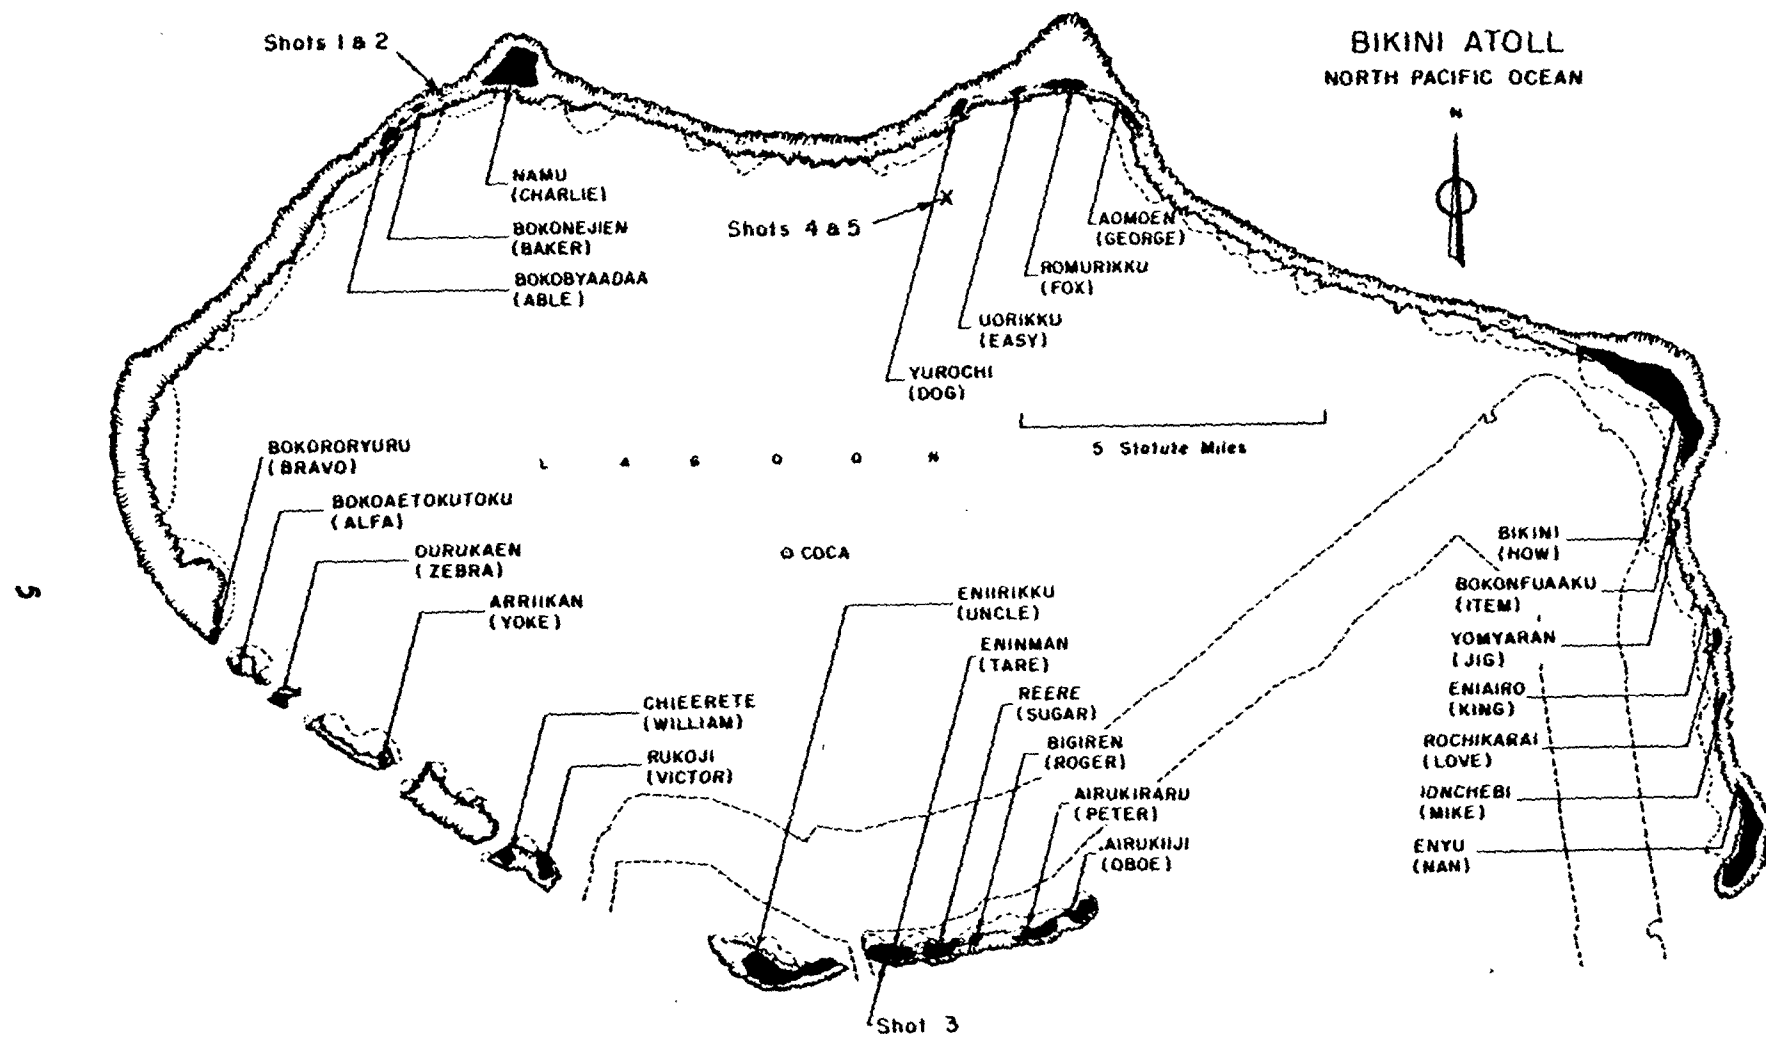 Shots 1 & 2
BIKINI ATOLL
NORTH PACIFIC OCEAN
N
NAMU
(CHARLIE)
BOKONEJIEN
(BAKER)
BOKOBYAADAA
(ABLE)
Shots 4 & 5
X
AOMOEN
(GEORGE)
ROMURIKKU
(FOX)
UORIKKU
(EASY)
YUROCHI
(DOG)
5 Statute Miles
LAGOON
BOKORORYURU
(BRAVO)
BOKOAETOKUTOKU
(ALFA)
OURUKAEN
(ZEBRA)
ARRIIKAN
(YOKE)
COCA
CHIEERETE
(WILLIAM)
RUKOJI
(VICTOR)
ENIIRIKKU
(UNCLE)
ENINMAN
(TARE)
REERE
(SUGAR)
BIGIREN
(ROGER)
AIRUKIRARU
(PETER)
AIRUKIIJI
(OBOE)
BIKINI
(HOW)
BOKONFUAAKU
(ITEM)
YOMYARAN
(JIG)
ENIAIRO
(KING)
ROCHIKARAI
(LOVE)
IONCHEBI
(MIKE)
ENYU
(NAN)
Shot 3
5